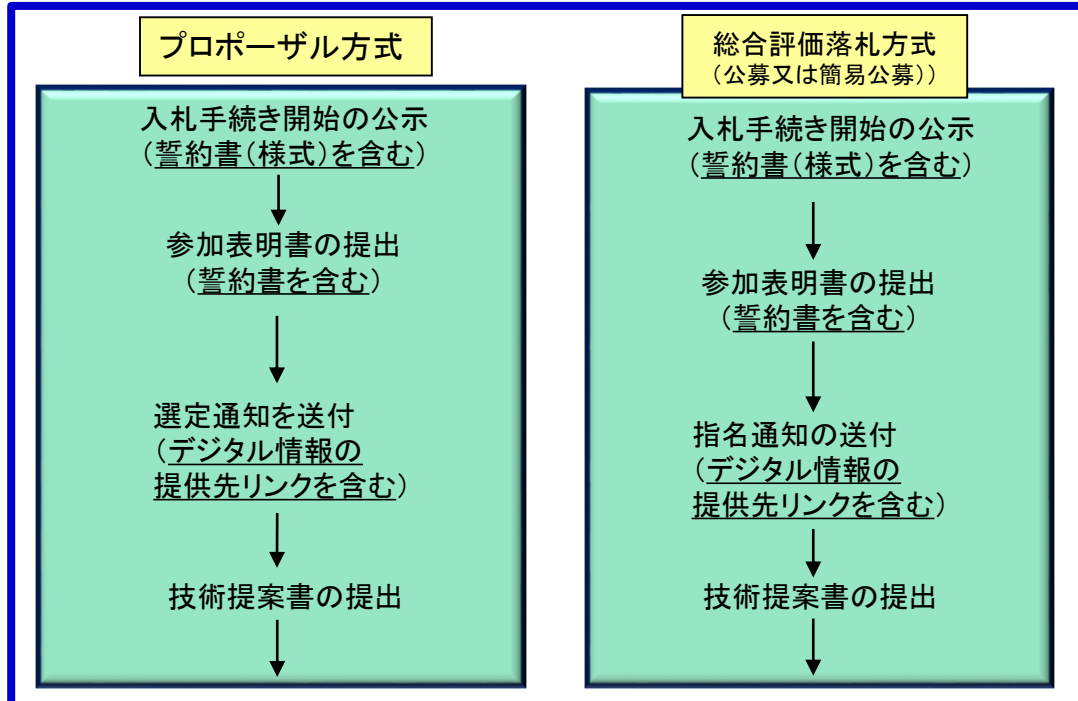 プロポーザル方式
入札手続き開始の公示
（誓約書（様式）を含む）
参加表明書の提出
（誓約書を含む）
選定通知を送付
（デジタル情報の
提供先リンクを含む）
技術提案書の提出
総合評価落札方式
（公募又は簡易公募））
入札手続き開始の公示
（誓約書（様式）を含む）
参加表明書の提出
（誓約書を含む）
指名通知の送付
（デジタル情報の
提供先リンクを含む）
技術提案書の提出